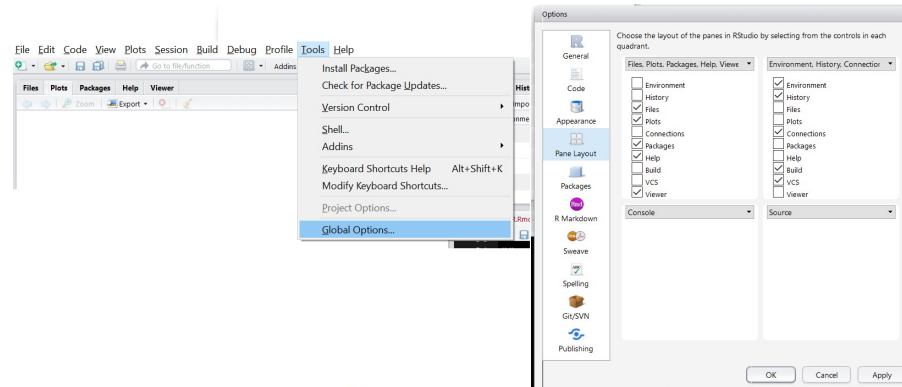 File Edit Code View Plots Session Build Debug Profile Tools Help
Go to file/function Addins
Files Plots Packages Help Viewer
Zoom Export
Install Packages...
Check for Package Updates...
Version Control
Shell...
Addins
Keyboard Shortcuts Help Alt+Shift+K
Modify Keyboard Shortcuts...
Project Options...
Global Options...
Hist
Impo
nme
.Rmd
Options
General
Code
Appearance
Pane Layout
Packages
R Markdown
Sweave
Spelling
Git/SVN
Publishing
Choose the layout of the panes in RStudio by selecting from the controls in each
quadrant.
Files, Plots, Packages, Help, Viewe
Environment
History
Files
Plots
Connections
Packages
Help
Build
VCS
Viewer
Environment, History, Connection
Environment
History
Files
Plots
Connections
Packages
Help
Build
VCS
Viewer
Console
Source
OK Cancel Apply